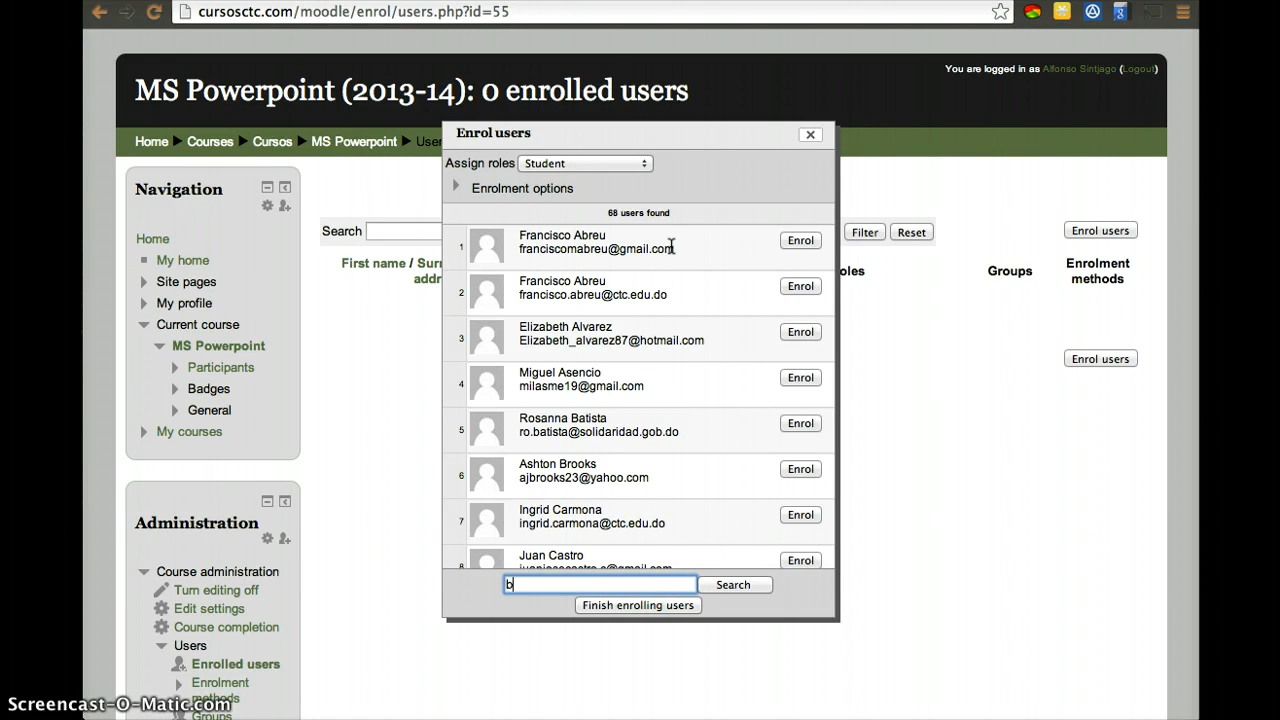 cursosctc.com/moodle/enrol/users.php?id=55
You are logged in as Alfonso Sintjago (Logout)
MS Powerpoint (2013-14): 0 enrolled users
Home Courses Cursos MS Powerpoint User
Navigation
Home
My home
Site pages
My profile
Current course
MS Powerpoint
Participants
Badges
General
My courses
Administration
Course administration
Turn editing off
Edit settings
Course completion
Users
Enrolled users
Enrolment
methods
Groups
Search
Filter
Reset
Enrol users
First name / Sur
addr
oles
Groups
Enrolment
methods
Enrol users
Enrol users
Assign roles Student
Enrolment options
68 users found
1
Francisco Abreu
franciscomabreu@gmail.com
Enrol
2
Francisco Abreu
francisco.abreu@ctc.edu.do
Enrol
3
Elizabeth Alvarez
Elizabeth_alvarez87@hotmail.com
Enrol
4
Miguel Asencio
milasme19@gmail.com
Enrol
5
Rosanna Batista
ro.batista@solidaridad.gob.do
Enrol
6
Ashton Brooks
ajbrooks23@yahoo.com
Enrol
7
Ingrid Carmona
ingrid.carmona@ctc.edu.do
Enrol
8
Juan Castro
Enrol
b
Search
Finish enrolling users
Screencast-O-Matic.com